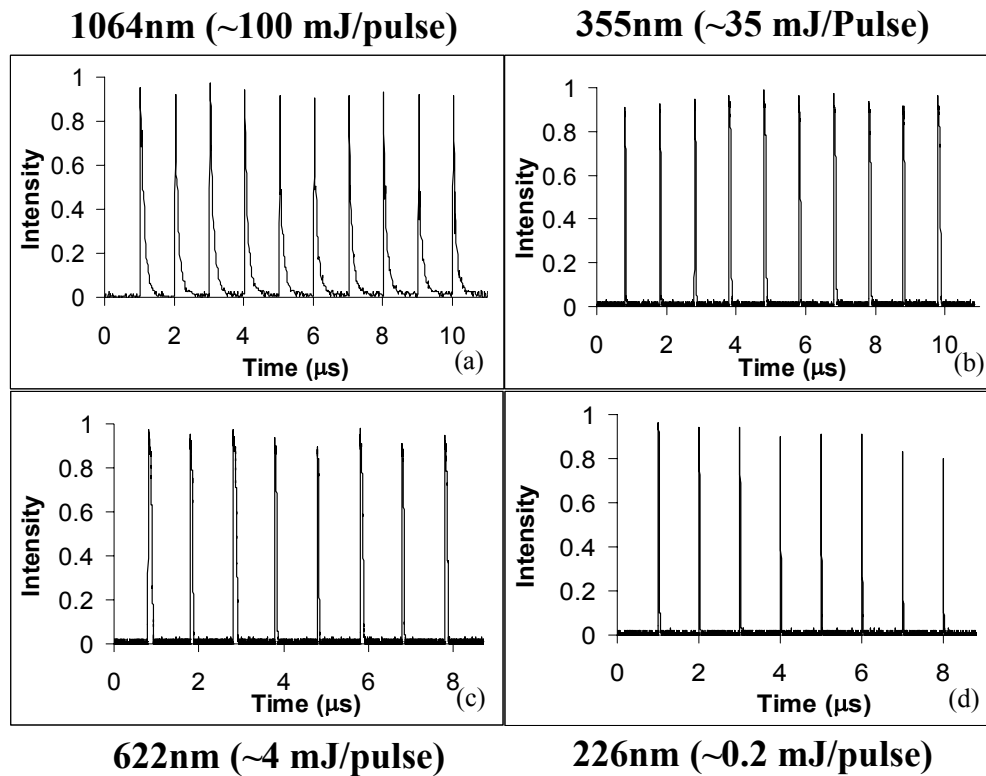 1064nm (~100 mJ/pulse)
355nm (~35 mJ/Pulse)
Intensity
1
0.8
0.6
0.4
0.2
0
0 2 4 6 8 10
Time (μs)
(a)
Intensity
1
0.8
0.6
0.4
0.2
0
0 2 4 6 8 10
Time (μs)
(b)
Intensity
1
0.8
0.6
0.4
0.2
0
0 2 4 6 8
Time (μs)
(c)
Intensity
1
0.8
0.6
0.4
0.2
0
0 2 4 6 8
Time (μs)
(d)
622nm (~4 mJ/pulse)
226nm (~0.2 mJ/pulse)